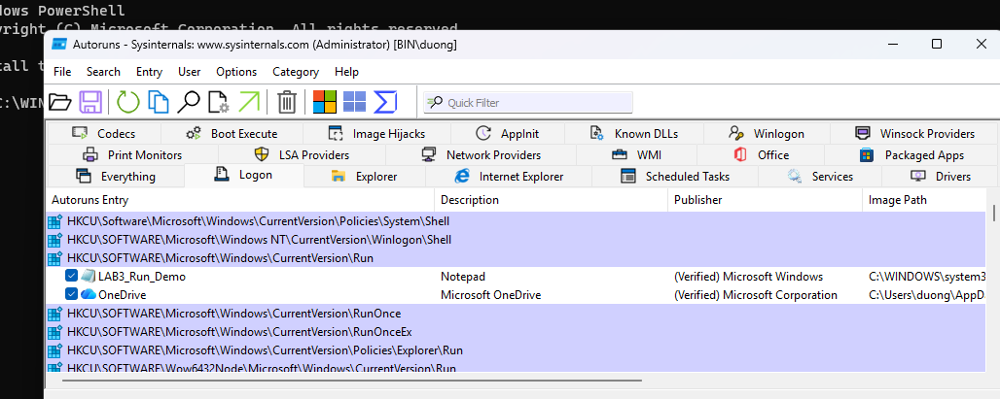 dows PowerShell
yright (C) Microsoft Corporation. All rights reserved
Autoruns - Sysinternals: www.sysinternals.com (Administrator) [BIN\duong]
tall t
File Search Entry User Options Category Help
C:\WIN
Quick Filter
Codecs Boot Execute Image Hijacks AppInit Known DLLs Winlogon Winsock Providers
Print Monitors LSA Providers Network Providers WMI Office Packaged Apps
Everything Logon Explorer Internet Explorer Scheduled Tasks Services Drivers
Autoruns Entry Description Publisher Image Path
HKCU\Software\Microsoft\Windows\CurrentVersion\Policies\System\Shell
HKCU\SOFTWARE\Microsoft\Windows NT\CurrentVersion\Winlogon\Shell
HKCU\SOFTWARE\Microsoft\Windows\CurrentVersion\Run
LAB3_Run_Demo Notepad (Verified) Microsoft Windows C:\WINDOWS\system3
OneDrive Microsoft OneDrive (Verified) Microsoft Corporation C:\Users\duong\AppD
HKCU\SOFTWARE\Microsoft\Windows\CurrentVersion\RunOnce
HKCU\SOFTWARE\Microsoft\Windows\CurrentVersion\RunOnceEx
HKCU\SOFTWARE\Microsoft\Windows\CurrentVersion\Policies\Explorer\Run
HKCU\SOFTWARE\Wow6432Node\Microsoft\Windows\CurrentVersion\Run